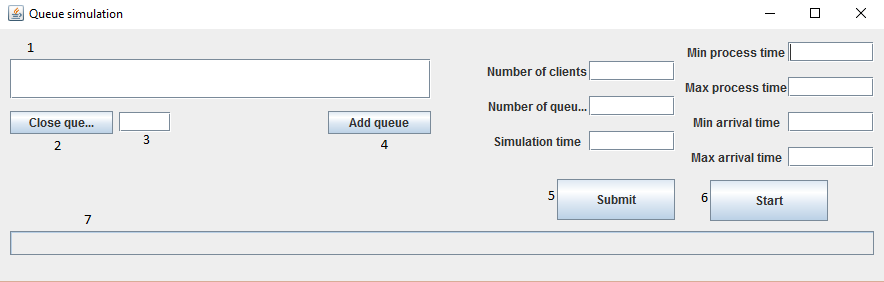 Queue simulation
1
Min process time
Number of clients
Max process time
Close que...
Add queue
Number of queu...
Min arrival time
2
3
4
Simulation time
Max arrival time
5
Submit
6
Start
7